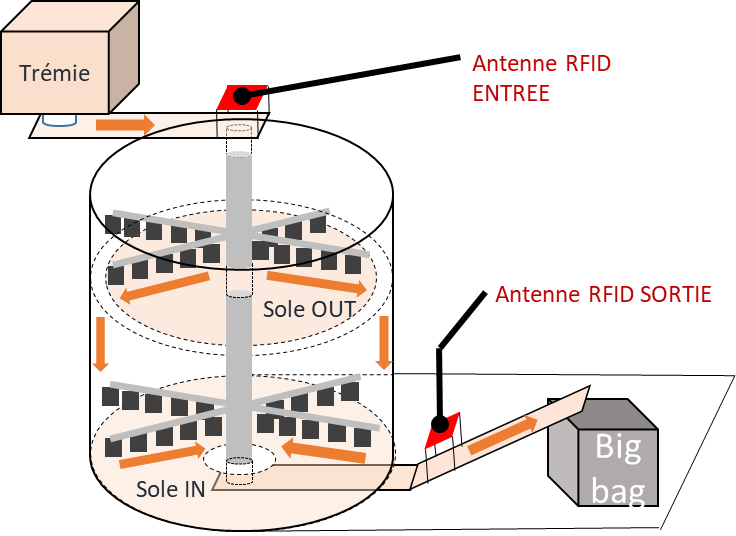 Trémie
Antenne RFID
ENTREE
Antenne RFID SORTIE
Sole OUT
Big
bag
Sole IN